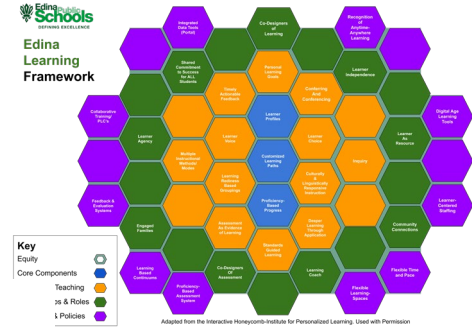 Edina Public
Schools
DEFINING EXCELLENCE
Edina
Learning
Framework
Integrated
Data Tools
(Portal)
Co-Designers
of
Learning
Recognition
of
Anytime-
Anywhere
Learning
Shared
Commitment
to Success
for ALL
Students
Personal
Learning
Goals
Learner
Independence
Timely
Actionable
Feedback
Conferring
And
Conferencing
Collaborative
Training/
PLC's
Learner
Profiles
Digital Age
Learning
Tools
Learner
Agency
Learner
Voice
Learner
Choice
Learner
As
Resource
Multiple
Instructional
Methods/
Modes
Customized
Learning
Paths
Inquiry
Learning
Readiness
Based
Groupings
Culturally
&
Linguistically
Responsive
Instruction
Feedback &
Evaluation
Systems
Proficiency-
Based
Progress
Learner-
Centered
Staffing
Engaged
Families
Assessment
As Evidence
of Learning
Deeper
Learning
Through
Application
Community
Connections
Standards
Guided
Learning
Learning
Based
Continuums
Co-Designers
Of
Assessment
Learning
Coach
Flexible Time
and Pace
Proficiency-
Based
Assessment
System
Flexible
Learning-
Spaces
Key
Equity
Core Components
Teaching
s & Roles
& Policies
Adapted from the Interactive Honeycomb-Institute for Personalized Learning, Used with Permission